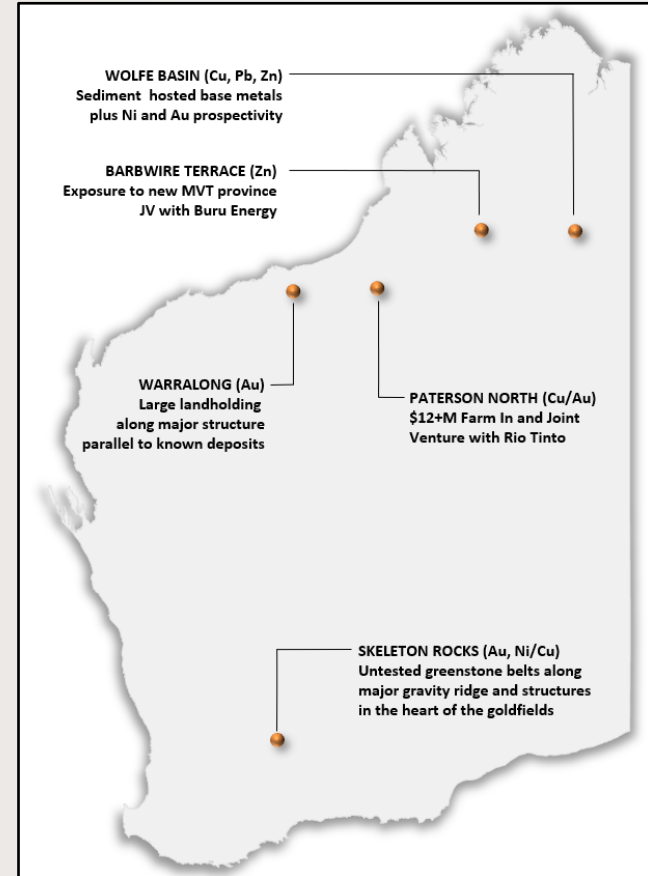 WOLFE BASIN (Cu, Pb, Zn)
Sediment hosted base metals
plus Ni and Au prospectivity
BARBWIRE TERRACE (Zn)
Exposure to new MVT province
JV with Buru Energy
WARRALONG (Au)
Large landholding
along major structure
parallel to known deposits
PATERSON NORTH (Cu/Au)
$12+M Farm In and Joint
Venture with Rio Tinto
SKELETON ROCKS (Au, Ni/Cu)
Untested greenstone belts along
major gravity ridge and structures
in the heart of the goldfields